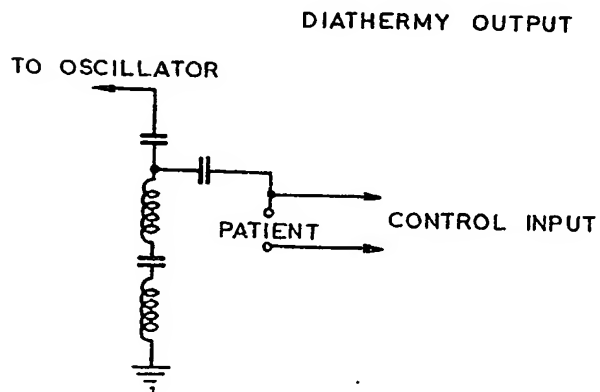 DIATHERMY OUTPUT
TO OSCILLATOR
PATIENT
CONTROL INPUT